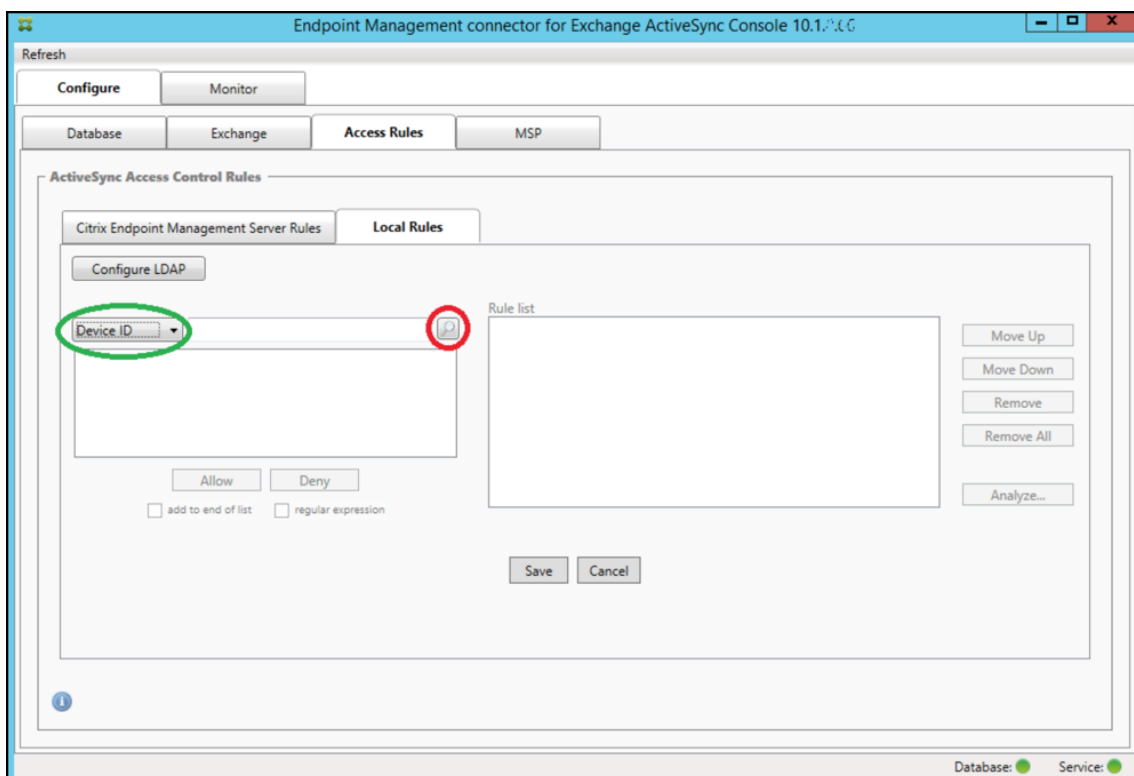 Endpoint Management connector for Exchange ActiveSync Console 10.1.
Refresh
Configure Monitor
Database Exchange Access Rules MSP
ActiveSync Access Control Rules
Citrix Endpoint Management Server Rules Local Rules
Configure LDAP
Rule list
Device ID
Move Up
Move Down
Remove
Remove All
Allow Deny
Analyze...
add to end of list regular expression
Save Cancel
Database: Service: